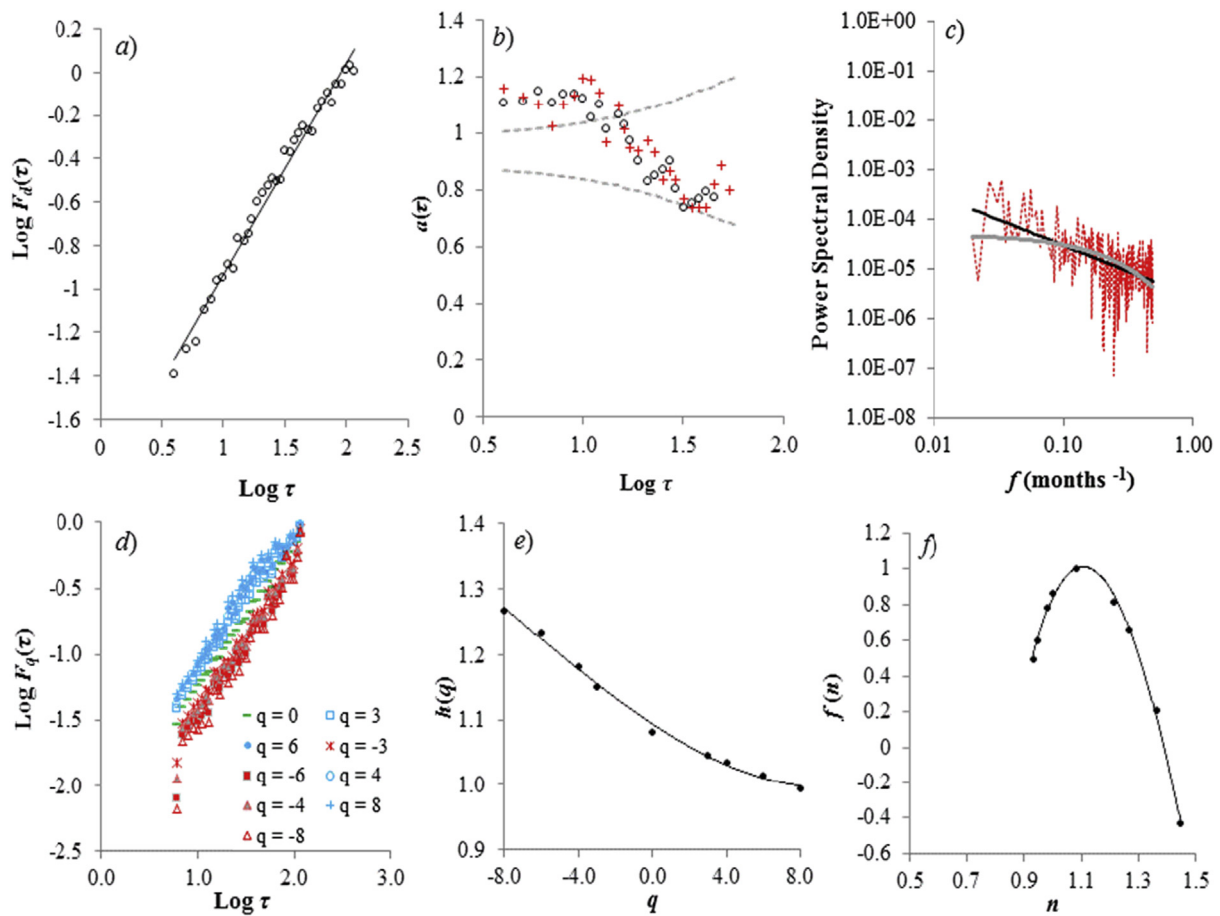 a)
0.2
0
-0.2
-0.4
-0.6
-0.8
-1
-1.2
-1.4
-1.6
0
0.5
1
1.5
2
2.5
Log Fd(τ)
Log τ
b)
1.4
1.2
1
0.8
0.6
0.4
0.2
0
0.5
1.0
1.5
2.0
a(τ)
Log τ
c)
1.0E+00
1.0E-01
1.0E-02
1.0E-03
1.0E-04
1.0E-05
1.0E-06
1.0E-07
1.0E-08
0.01
0.10
1.00
Power Spectral Density
f (months -1)
d)
0.0
-0.5
-1.0
-1.5
-2.0
-2.5
0.0
1.0
2.0
3.0
Log Fq(τ)
Log τ
q = 0
q = 3
q = 6
q = -3
q = -6
q = 4
q = -4
q = 8
q = -8
e)
1.4
1.3
1.2
1.1
1.0
0.9
-8.0
-4.0
0.0
4.0
8.0
h(q)
q
f)
1.2
1
0.8
0.6
0.4
0.2
0
-0.2
-0.4
-0.6
0.5
0.7
0.9
1.1
1.3
1.5
f(n)
n